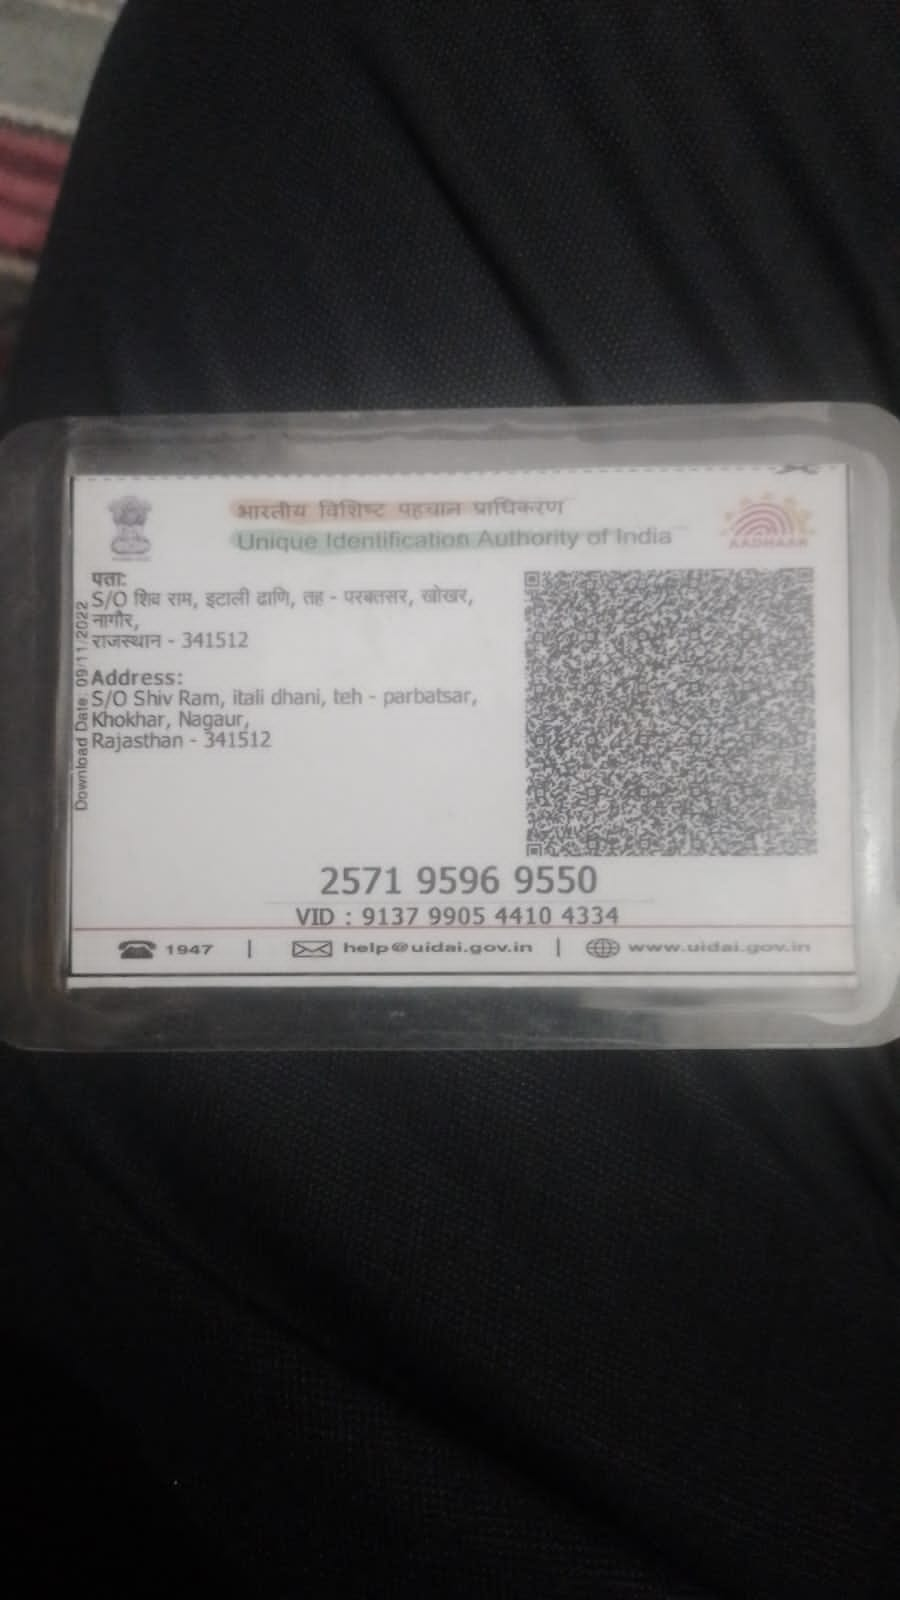 भारतीय विशिष्ट पहचान प्राधिकरण
Unique Identification Authority of India
AADHAAR
पता:
S/O शिव राम, इटाली ढाणि, तह - परबतसर, खोखर,
नागौर,
राजस्थान - 341512
Address:
S/O Shiv Ram, itali dhani, teh - parbatsar,
Khokhar, Nagaur,
Rajasthan - 341512
Download Date: 09/11/2022
2571 9596 9550
VID : 9137 9905 4410 4334
1947 | help@uidai.gov.in | www.uidai.gov.in